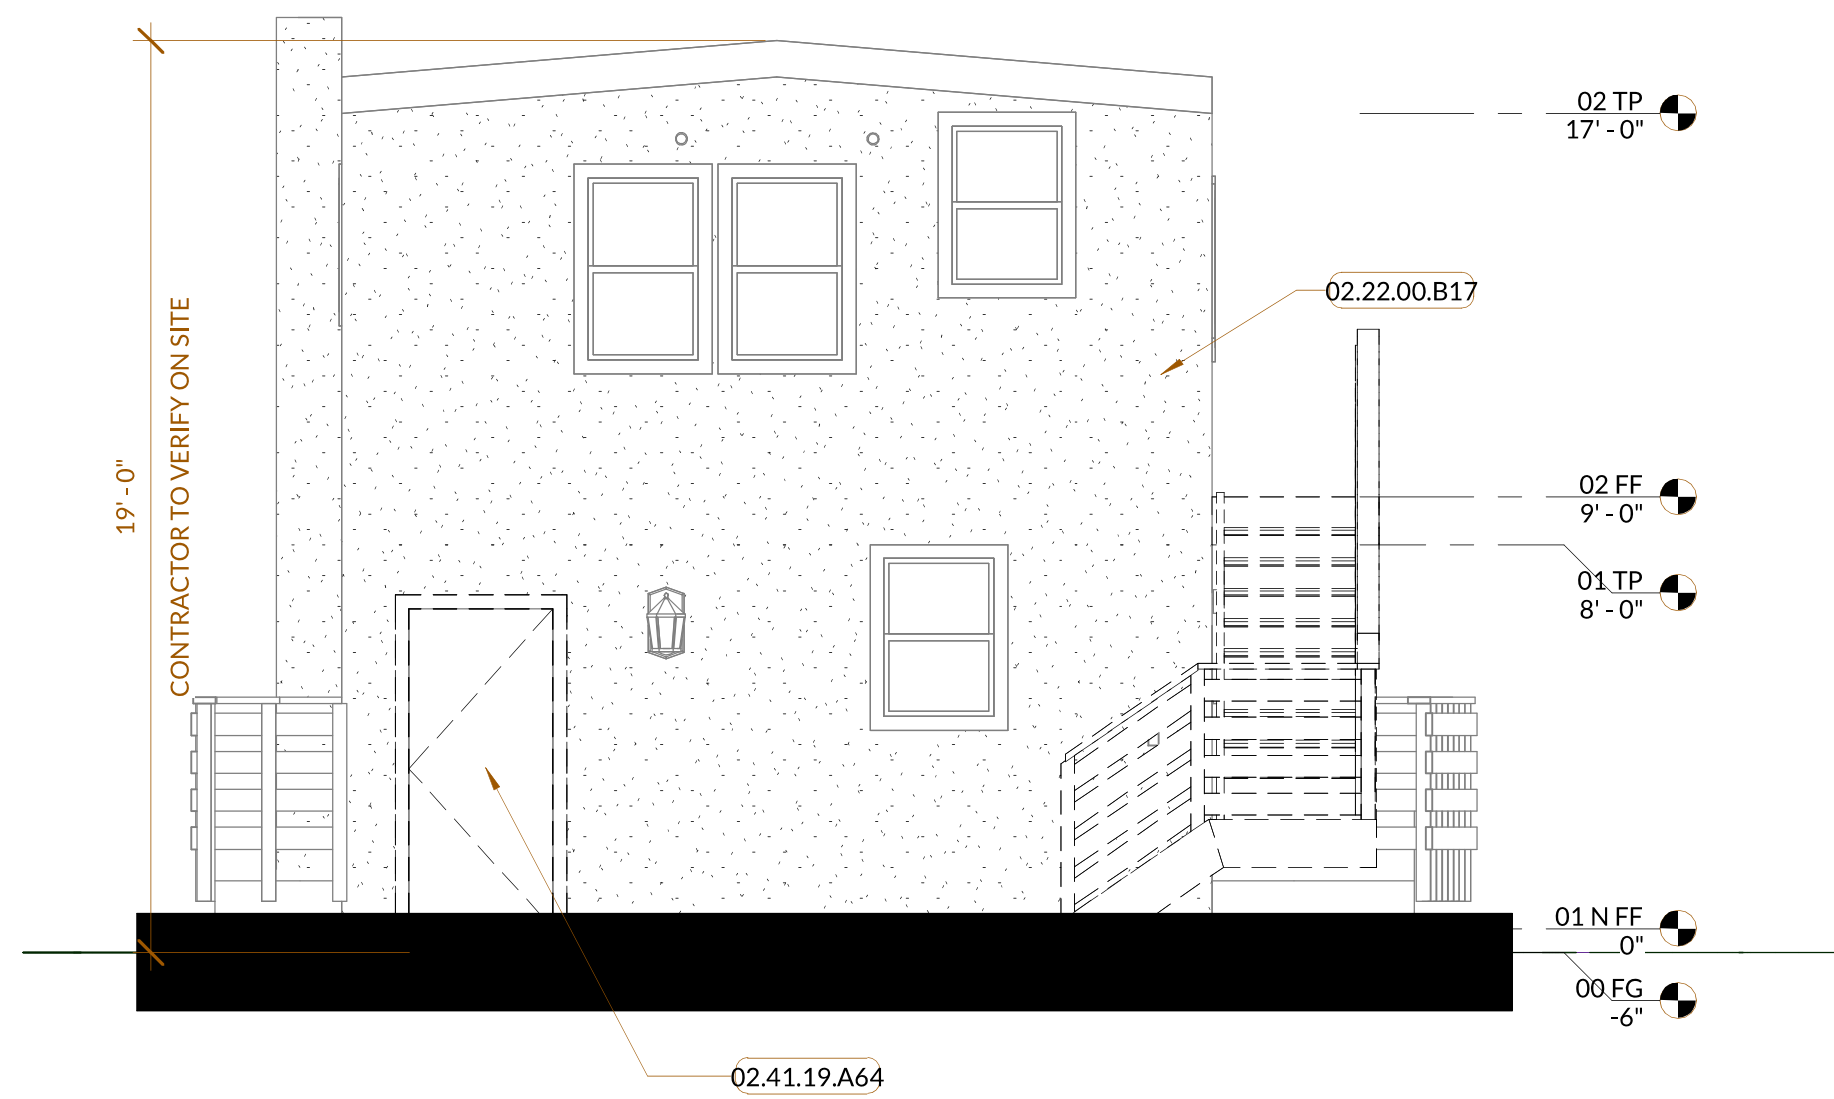 02 TP
17' - 0"
02.22.00.B17
CONTRACTOR TO VERIFY ON SITE
19' - 0"
02 FF
9' - 0"
01 TP
8' - 0"
01 N FF
0"
00 FG
-6"
02.41.19.A64